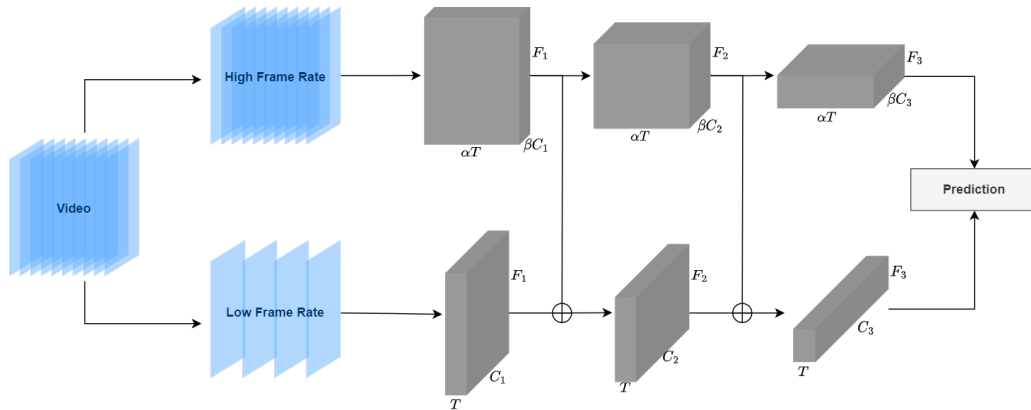 High Frame Rate
F₁
αT
βC₁
F₂
αT
βC₂
F₃
αT
βC₃
Video
Prediction
Low Frame Rate
F₁
C₁
T
F₂
C₂
T
F₃
C₃
T